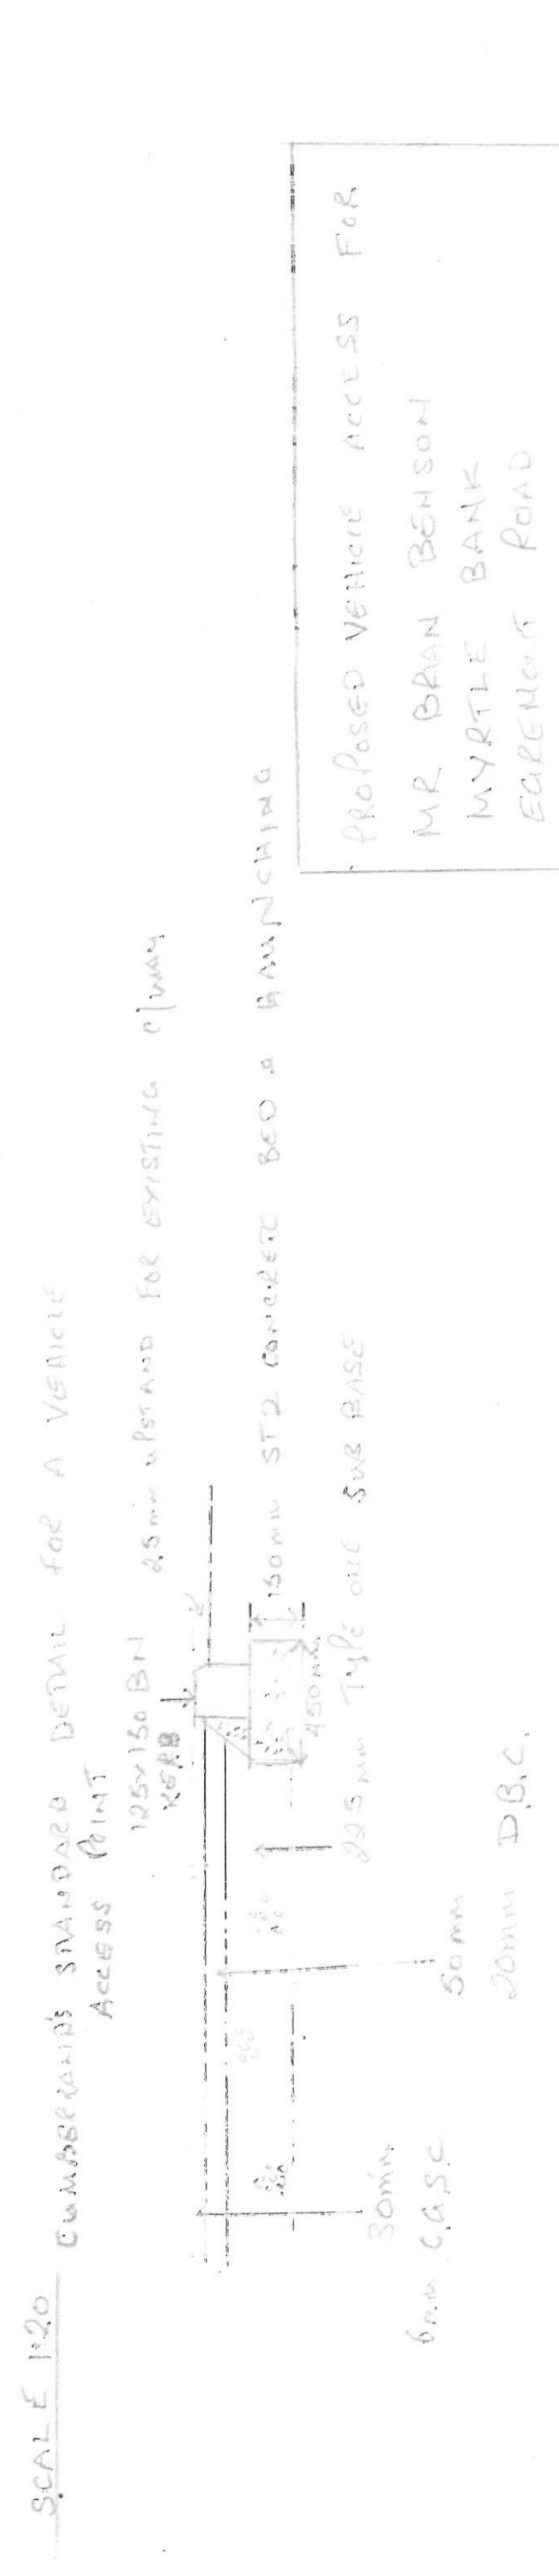 SCALE 1:20
CUMBERLAND'S STANDARD DETAIL FOR A VEHICLE
ACCESS POINT
125x150 BN
KERB
25mm UPSTAND FOR EXISTING C/WAY
150mm ST2 CONCRETE BED & HAUNCHING
450mm
225mm TYPE ONE SUB BASE
50mm
20mm D.B.C.
30mm
6mm C.G.S.C
PROPOSED VEHICLE ACCESS FOR
MR BRIAN BENSON
MYRTLE BANK
EGREMONT ROAD